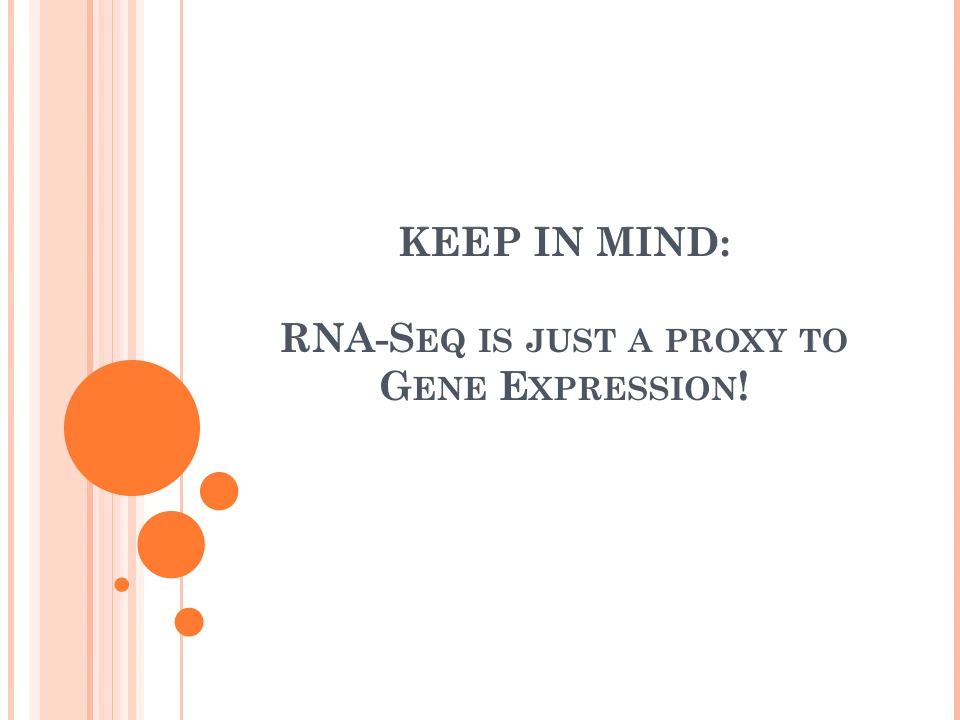 KEEP IN MIND:
RNA-Seq is just a proxy to
Gene Expression!